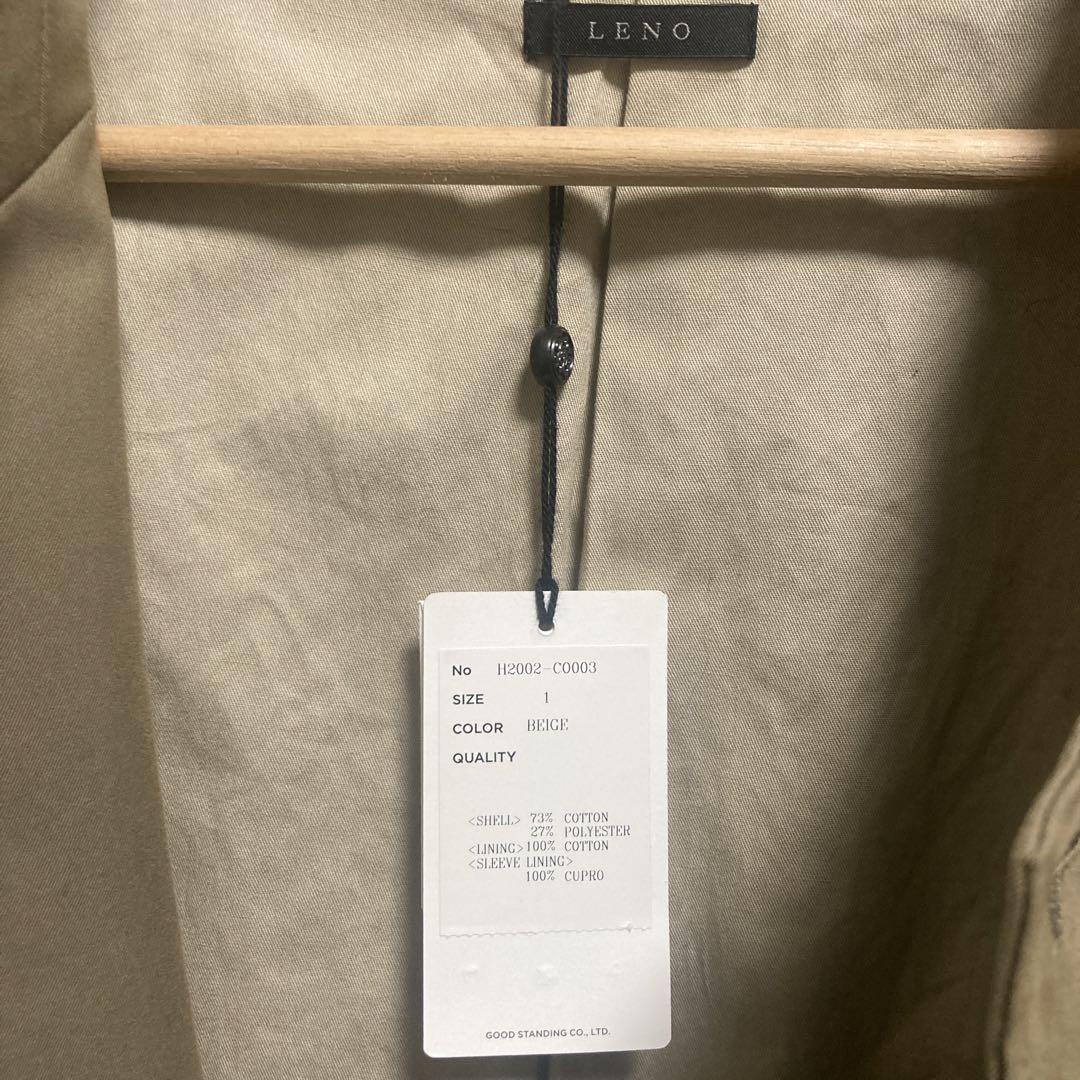 LENO
No H2002-CO003
SIZE 1
COLOR BEIGE
QUALITY
<SHELL> 73% COTTON
27% POLYESTER
<LINING>100% COTTON
<SLEEVE LINING>
100% CUPRO
GOOD STANDING CO., LTD.